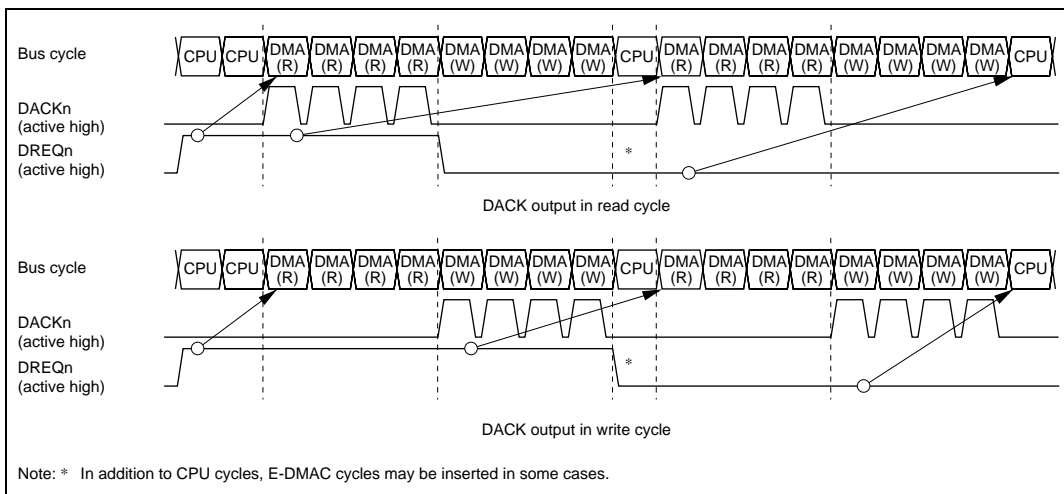 Bus cycle
CPU CPU DMA (R) DMA (R) DMA (R) DMA (R) DMA (W) DMA (W) DMA (W) DMA (W) CPU DMA (R) DMA (R) DMA (R) DMA (R) DMA (W) DMA (W) DMA (W) DMA (W) CPU
DACKn
(active high)
DREQn
(active high)
*
DACK output in read cycle
Bus cycle
CPU CPU DMA (R) DMA (R) DMA (R) DMA (R) DMA (W) DMA (W) DMA (W) DMA (W) CPU DMA (R) DMA (R) DMA (R) DMA (R) DMA (W) DMA (W) DMA (W) DMA (W) CPU
DACKn
(active high)
DREQn
(active high)
*
DACK output in write cycle
Note: * In addition to CPU cycles, E-DMAC cycles may be inserted in some cases.